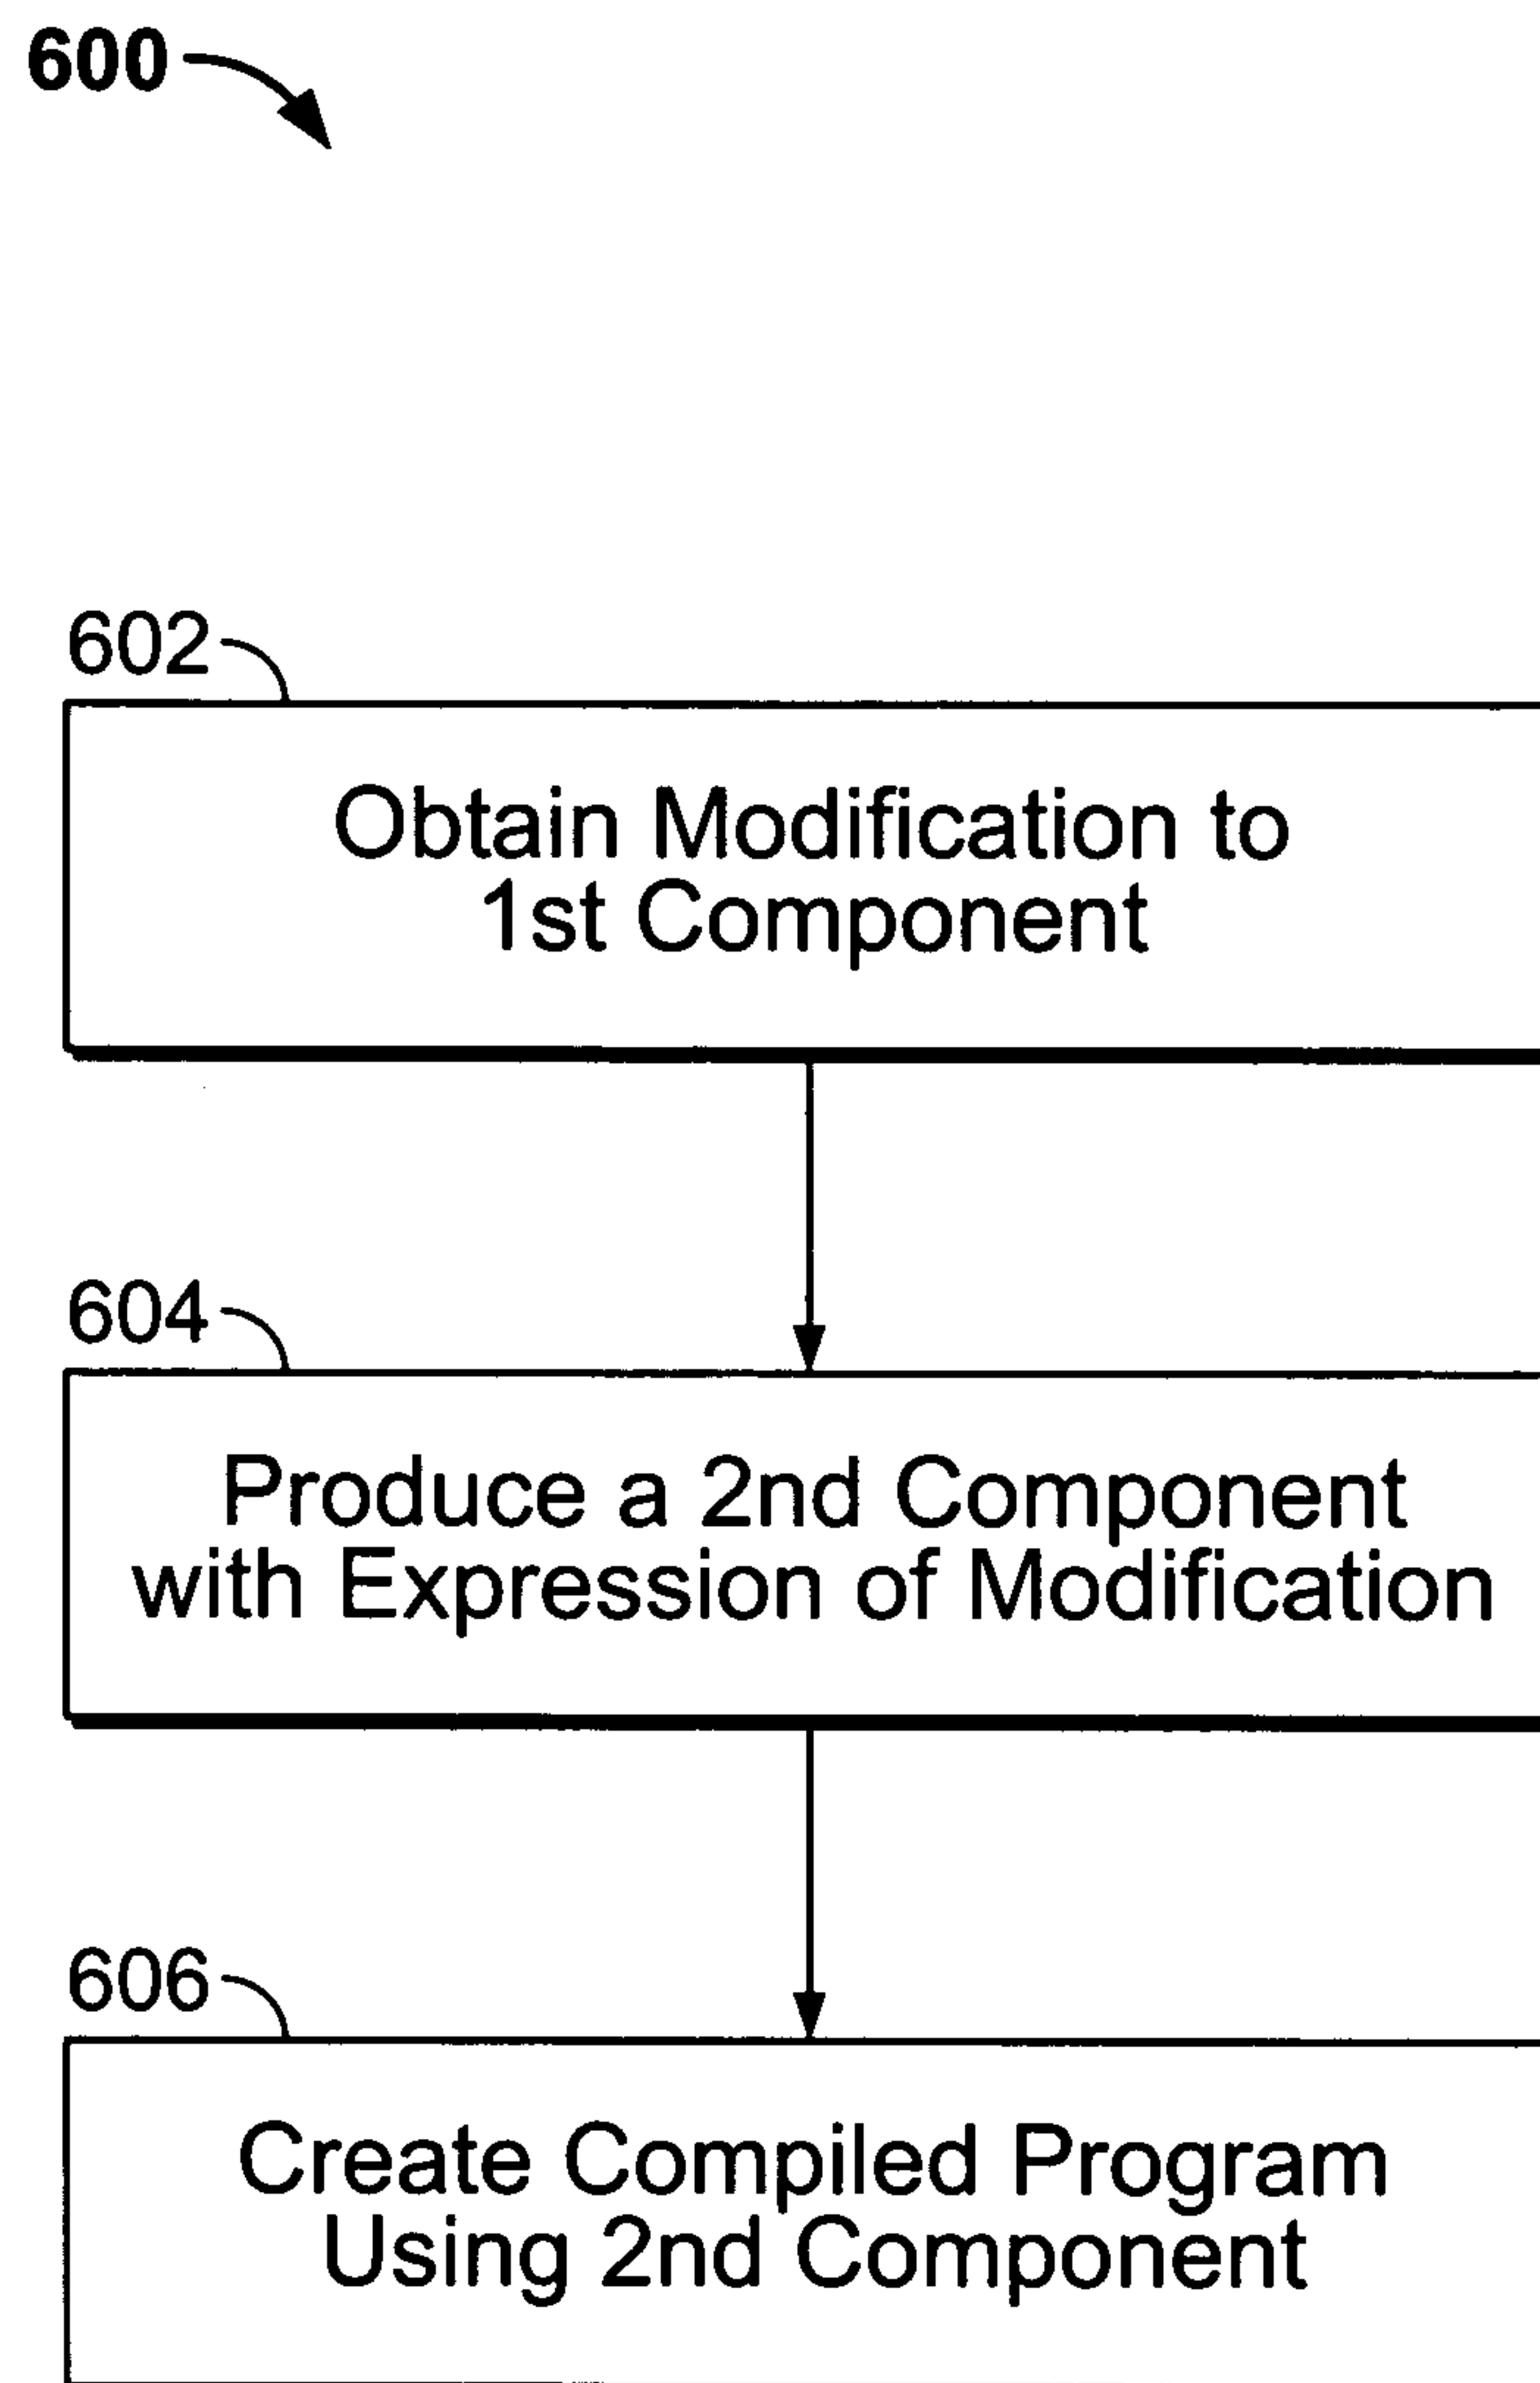 600
602
Obtain Modification to
1st Component
604
Produce a 2nd Component
with Expression of Modification
606
Create Compiled Program
Using 2nd Component